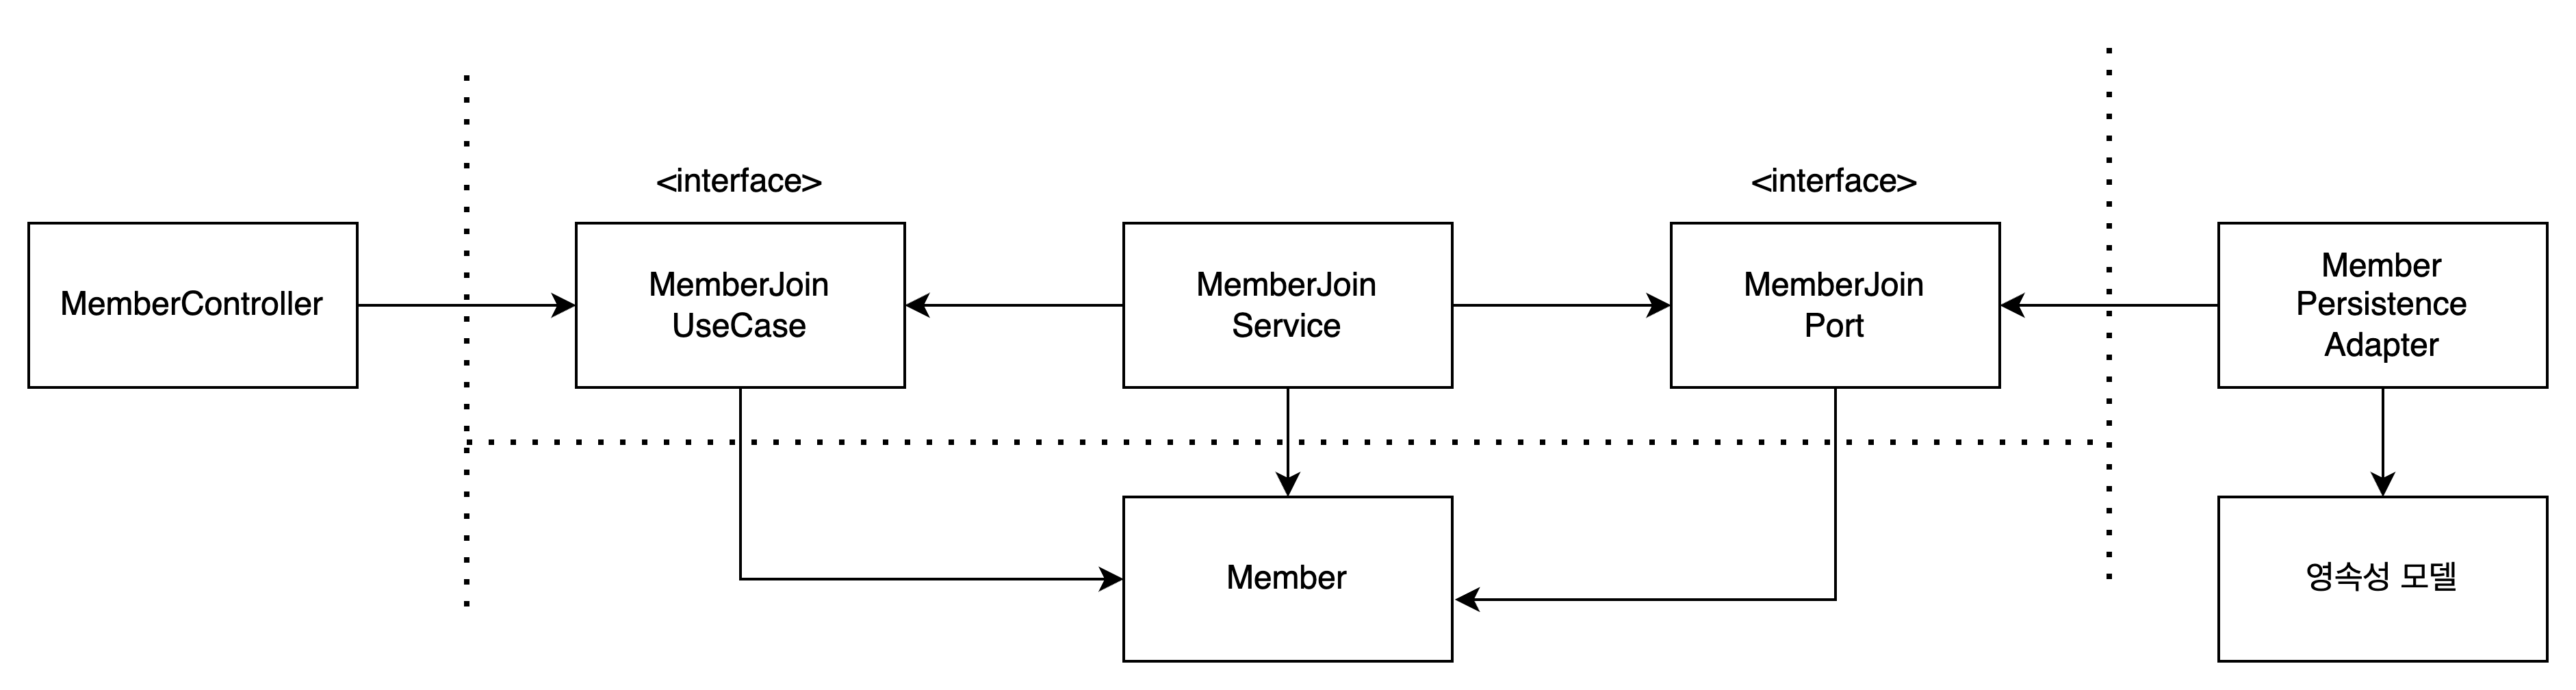 <interface>
<interface>
MemberController
MemberJoin
UseCase
MemberJoin
Service
MemberJoin
Port
Member
Persistence
Adapter
Member
영속성 모델